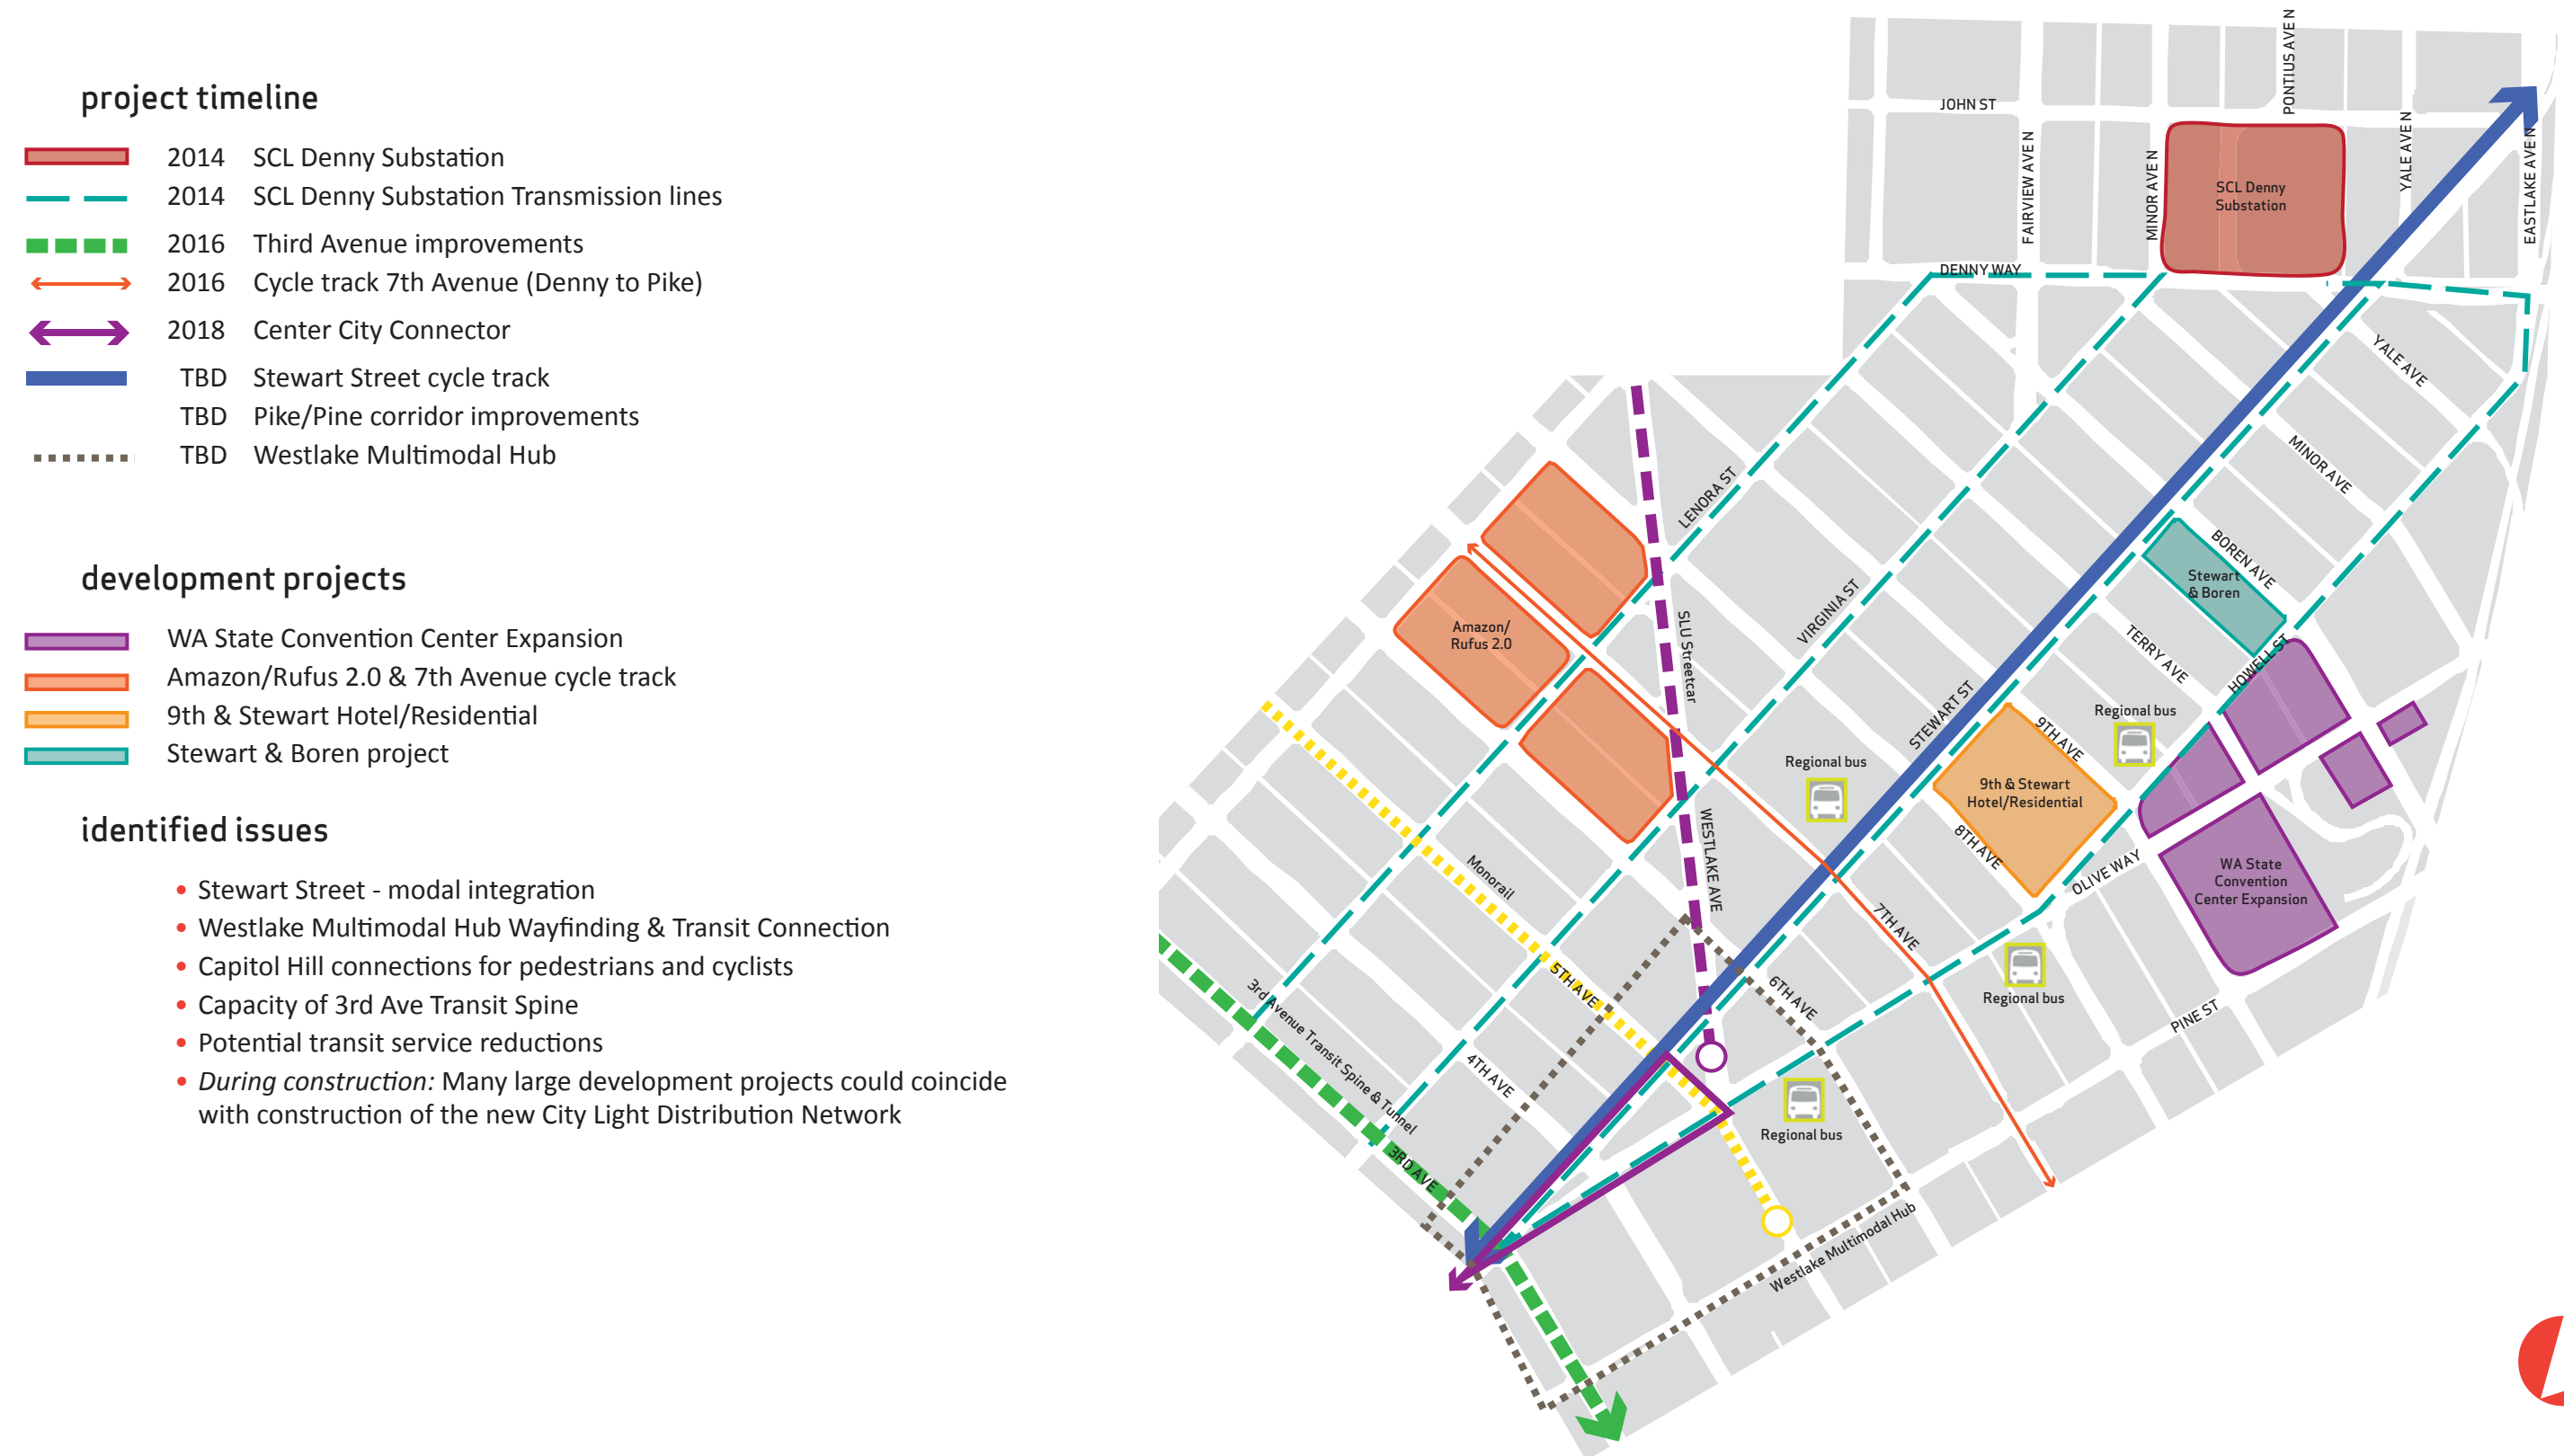 project timeline
2014 SCL Denny Substation
2014 SCL Denny Substation Transmission lines
2016 Third Avenue improvements
2016 Cycle track 7th Avenue (Denny to Pike)
2018 Center City Connector
TBD Stewart Street cycle track
TBD Pike/Pine corridor improvements
TBD Westlake Multimodal Hub
development projects
WA State Convention Center Expansion
Amazon/Rufus 2.0 & 7th Avenue cycle track
9th & Stewart Hotel/Residential
Stewart & Boren project
identified issues
• Stewart Street - modal integration
• Westlake Multimodal Hub Wayfinding & Transit Connection
• Capitol Hill connections for pedestrians and cyclists
• Capacity of 3rd Ave Transit Spine
• Potential transit service reductions
• During construction: Many large development projects could coincide
with construction of the new City Light Distribution Network
PONTIUS AVE N
JOHN ST
FAIRVIEW AVE N
MINOR AVE N
YALE AVE N
EASTLAKE AVE N
SCL Denny
Substation
DENNY WAY
YALE AVE
MINOR AVE
LENORA ST
BOREN AVE
Stewart
& Boren
VIRGINIA ST
SLU Streetcar
Amazon/
Rufus 2.0
TERRY AVE
HOWELL ST
STEWART ST
9TH AVE
Regional bus
Regional bus
9th & Stewart
Hotel/Residential
8TH AVE
WESTLAKE AVE
OLIVE WAY
WA State
Convention
Center Expansion
Monorail
7TH AVE
5TH AVE
6TH AVE
Regional bus
PINE ST
3rd Avenue Transit Spine & Tunnel
4TH AVE
Regional bus
3RD AVE
Westlake Multimodal Hub